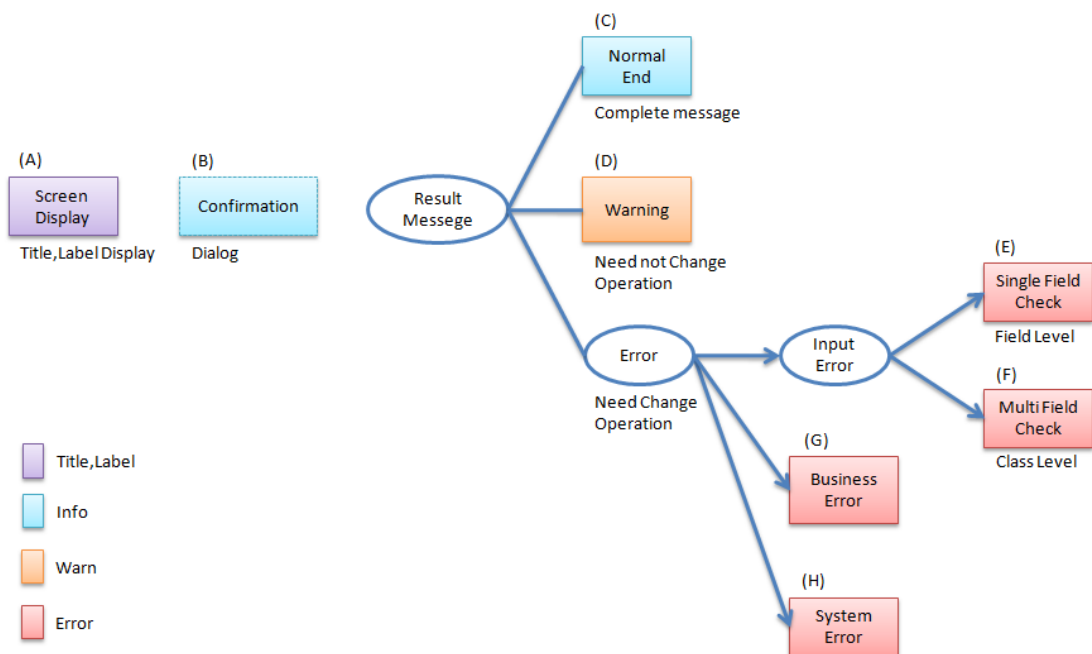 (C)
Normal
End
Complete message
(A)
Screen
Display
Title,Label Display
(B)
Confirmation
Dialog
Result
Messege
(D)
Warning
Need not Change
Operation
Error
Need Change
Operation
Input
Error
(E)
Single Field
Check
Field Level
(F)
Multi Field
Check
Class Level
(G)
Business
Error
(H)
System
Error
Title,Label
Info
Warn
Error